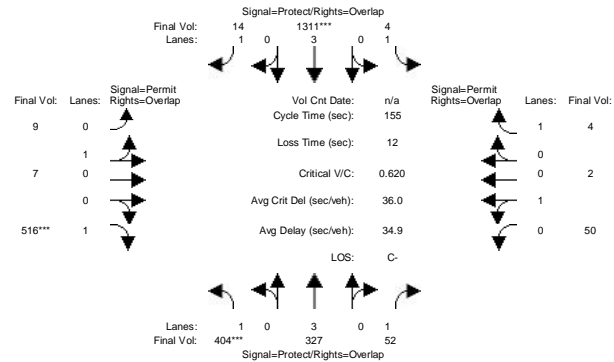 Signal=Protect/Rights=Overlap
Final Vol: 14 1311*** 4
Lanes: 1 0 3 0 1
Signal=Permit Signal=Permit
Final Vol: Lanes: Rights=Overlap Vol Cnt Date: n/a Rights=Overlap Lanes: Final Vol:
Cycle Time (sec): 155
9 0 1 4
Loss Time (sec): 12
1 0
7 0 Critical V/C: 0.620 0 2
0 Avg Crit Del (sec/veh): 36.0 1
516*** 1 Avg Delay (sec/veh): 34.9 0 50
LOS: C-
Lanes: 1 0 3 0 1
Final Vol: 404*** 327 52
Signal=Protect/Rights=Overlap